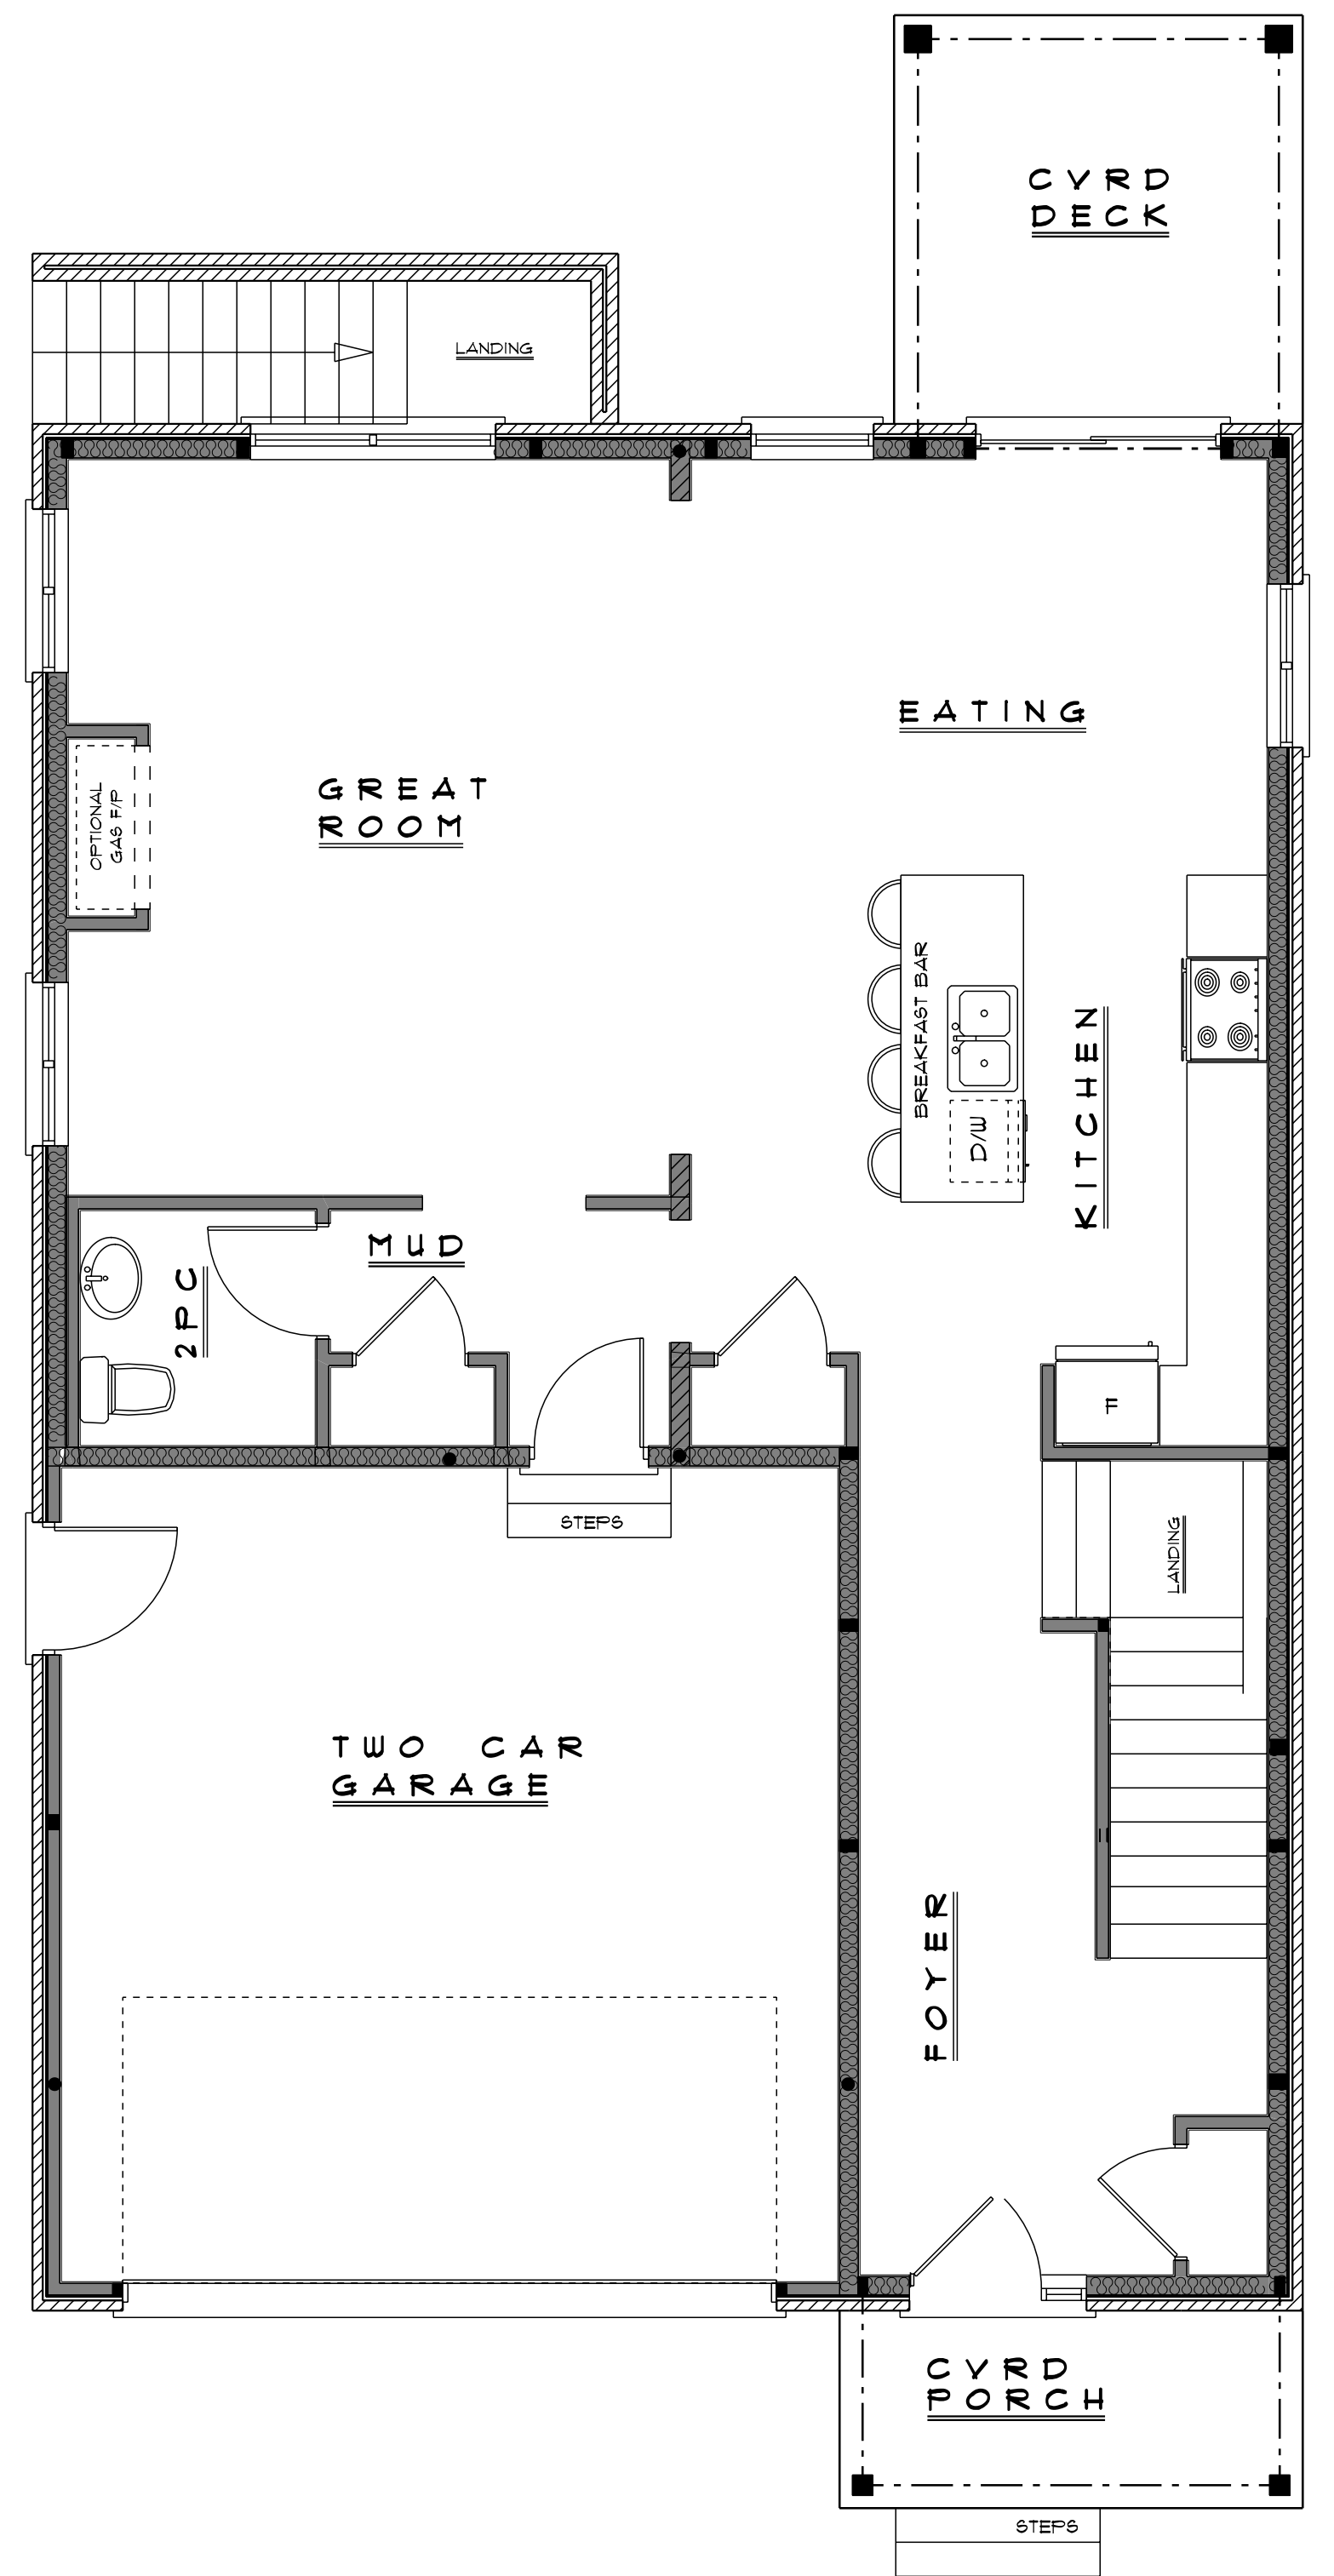 CVRD
DECK
LANDING
EATING
GREAT
ROOM
OPTIONAL
GAS F/P
BREAKFAST BAR
D/W
KITCHEN
MUD
2PC
F
STEPS
LANDING
TWO CAR
GARAGE
FOYER
CVRD
PORCH
STEPS